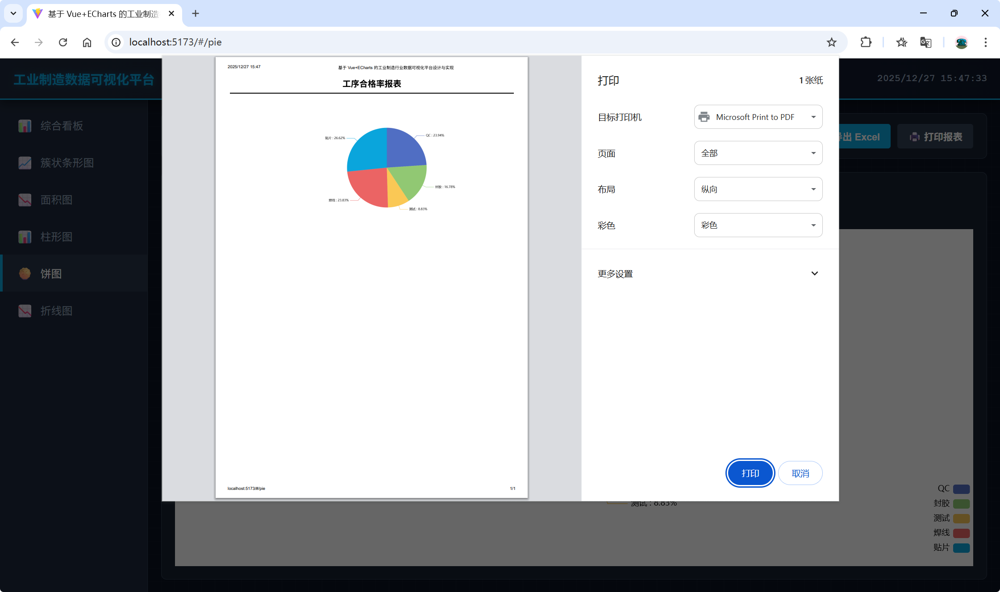 基于 Vue+ECharts 的工业制造
localhost:5173/#/pie
工业制造数据可视化平台
2025/12/27 15:47:33
综合看板
簇状条形图
面积图
柱形图
饼图
折线图
出 Excel
打印报表
2025/12/27 15:47
基于 Vue+ECharts 的工业制造行业数据可视化平台设计与实现
工序合格率报表
QC : 23.94%
贴片 : 26.62%
封胶 : 16.78%
焊线 : 23.83%
测试 : 8.83%
localhost:5173/#/pie
1/1
打印
1 张纸
目标打印机
Microsoft Print to PDF
页面
全部
布局
纵向
彩色
彩色
更多设置
打印
取消
测试 : 8.83%
QC
封胶
测试
焊线
贴片